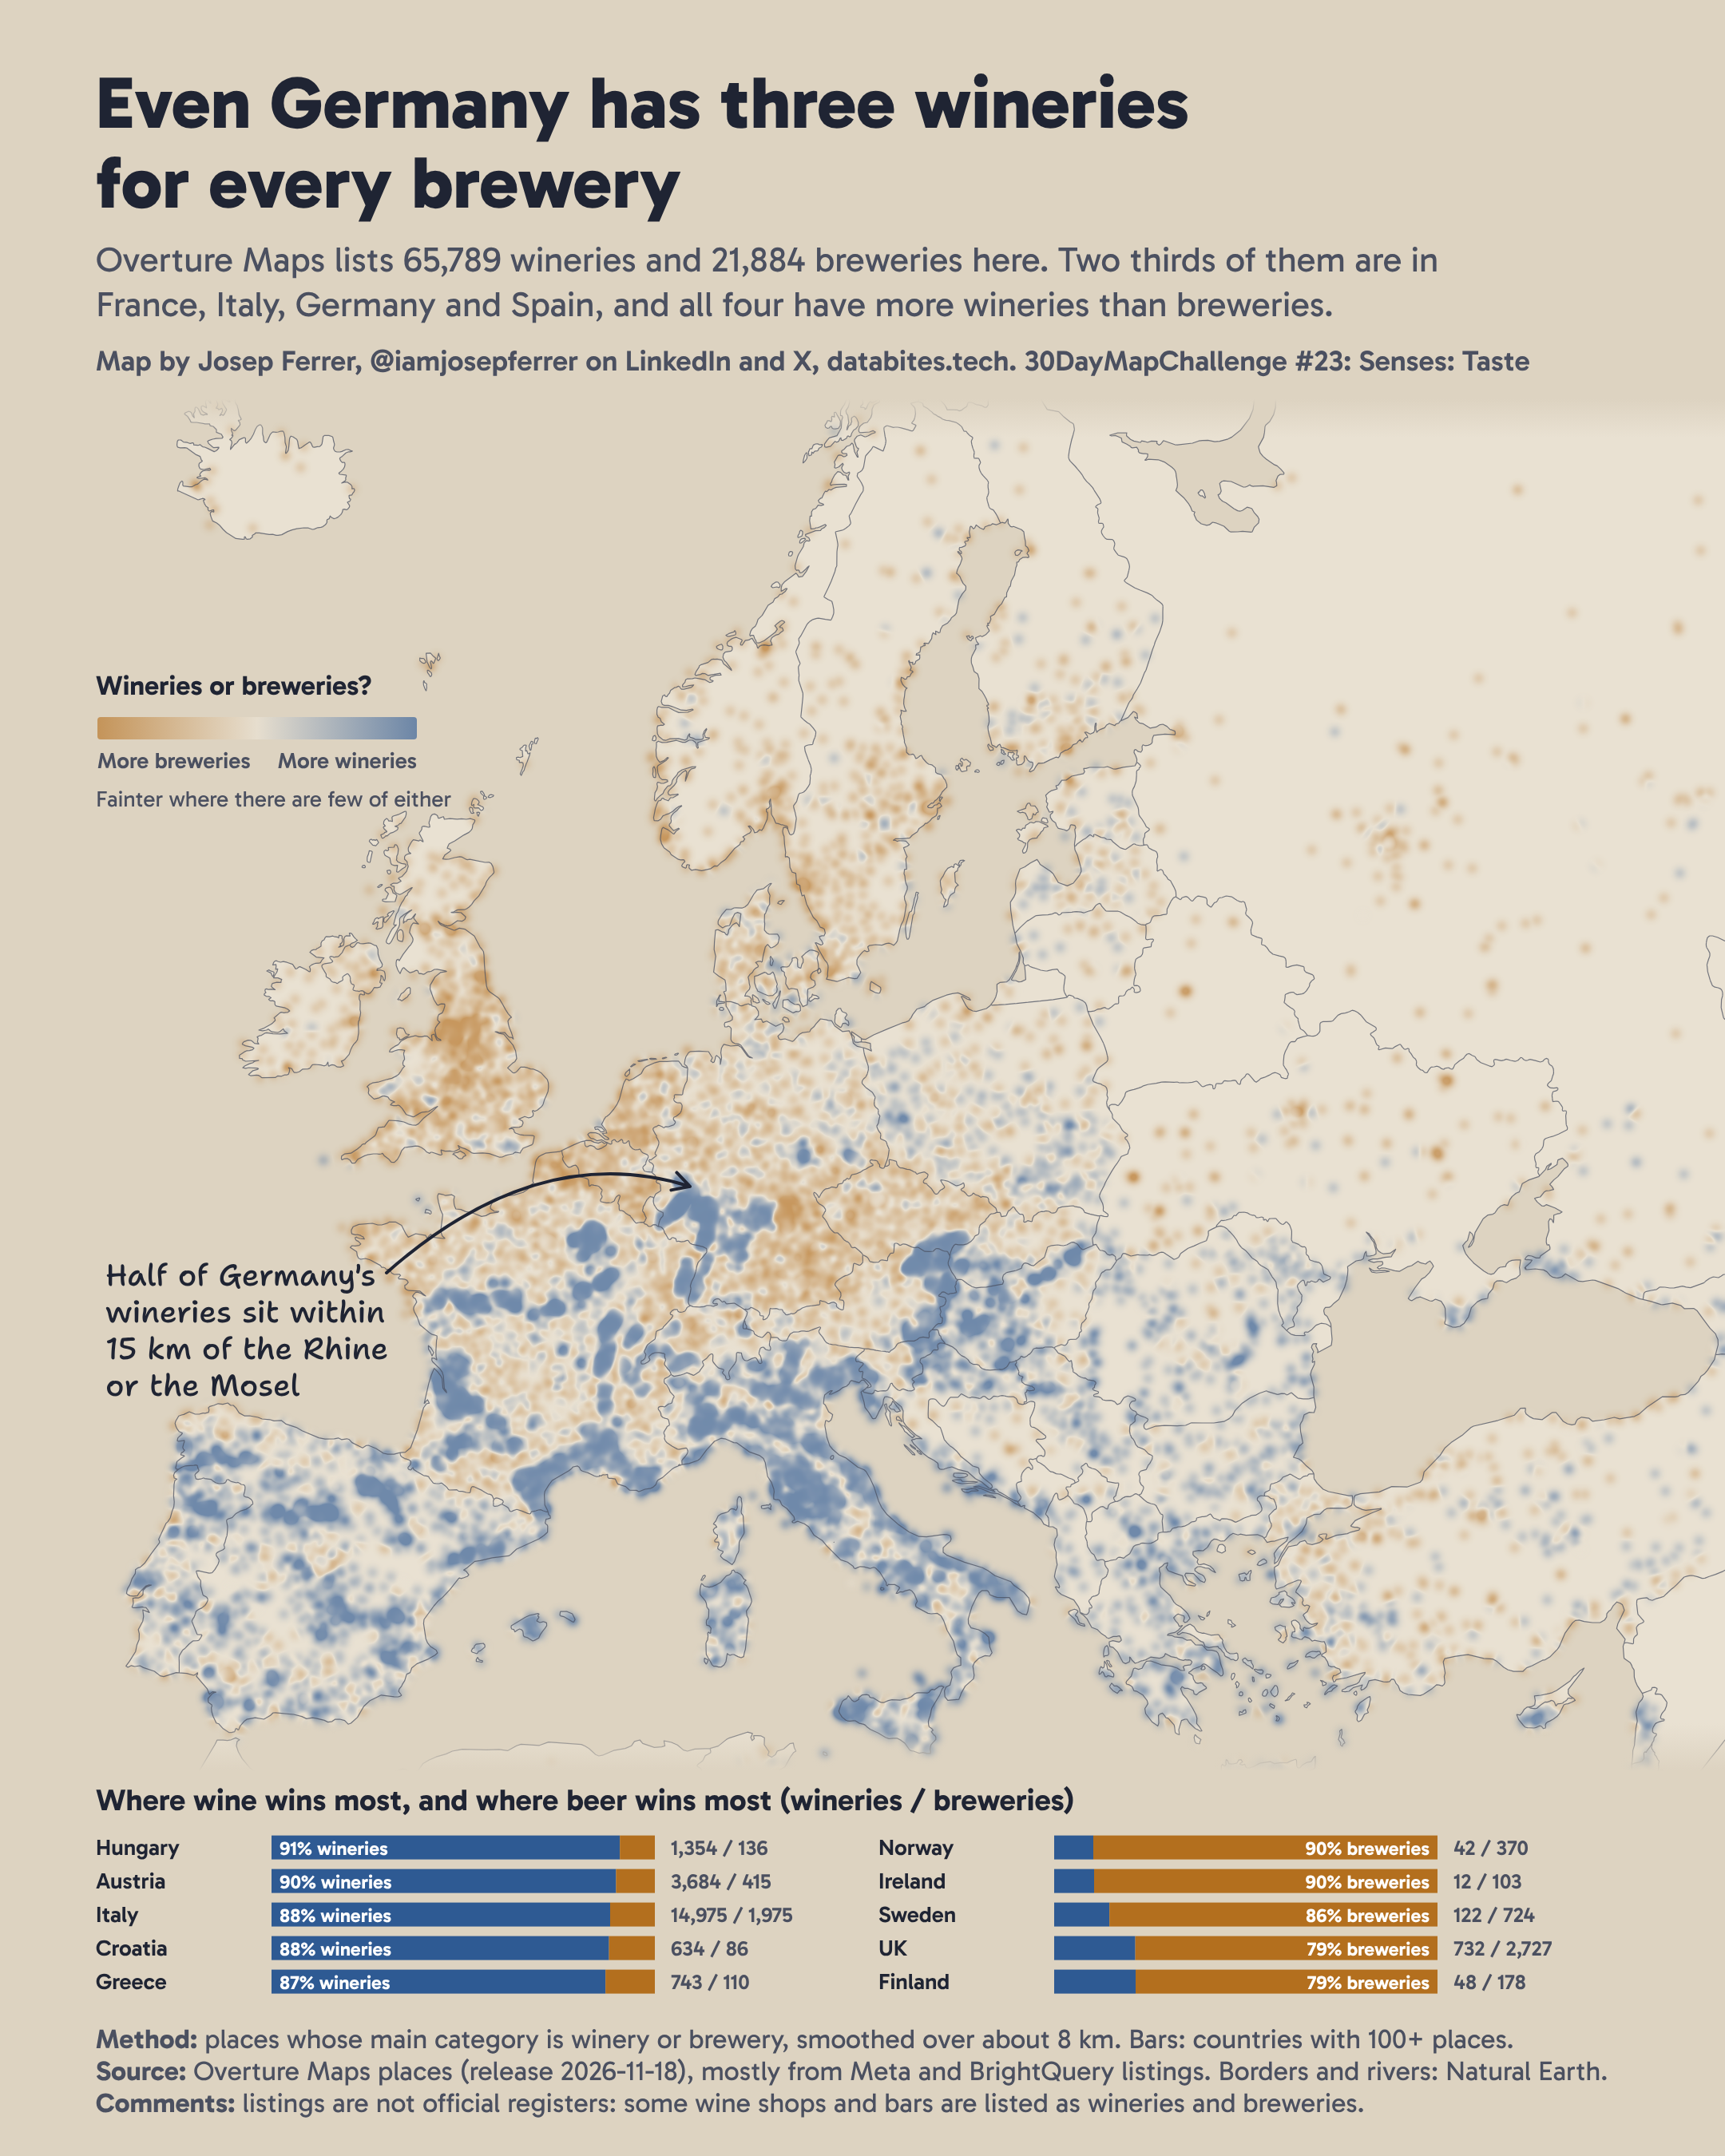 Even Germany has three wineries
for every brewery
Overture Maps lists 65,789 wineries and 21,884 breweries here. Two thirds of them are in
France, Italy, Germany and Spain, and all four have more wineries than breweries.
Map by Josep Ferrer, @iamjosepferrer on LinkedIn and X, databites.tech. 30DayMapChallenge #23: Senses: Taste
Wineries or breweries?
More breweries More wineries
Fainter where there are few of either
Half of Germany's
wineries sit within
15 km of the Rhine
or the Mosel
Where wine wins most, and where beer wins most (wineries / breweries)
Hungary 91% wineries 1,354 / 136
Austria 90% wineries 3,684 / 415
Italy 88% wineries 14,975 / 1,975
Croatia 88% wineries 634 / 86
Greece 87% wineries 743 / 110
Norway 90% breweries 42 / 370
Ireland 90% breweries 12 / 103
Sweden 86% breweries 122 / 724
UK 79% breweries 732 / 2,727
Finland 79% breweries 48 / 178
Method: places whose main category is winery or brewery, smoothed over about 8 km. Bars: countries with 100+ places.
Source: Overture Maps places (release 2026-11-18), mostly from Meta and BrightQuery listings. Borders and rivers: Natural Earth.
Comments: listings are not official registers: some wine shops and bars are listed as wineries and breweries.